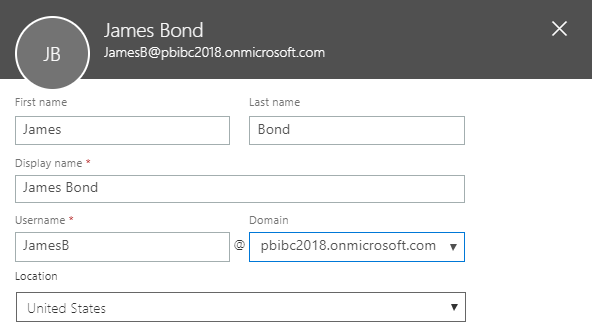 JB
James Bond
JamesB@pbibc2018.onmicrosoft.com
First name Last name
James Bond
Display name *
James Bond
Username * Domain
JamesB @ pbibc2018.onmicrosoft.com
Location
United States